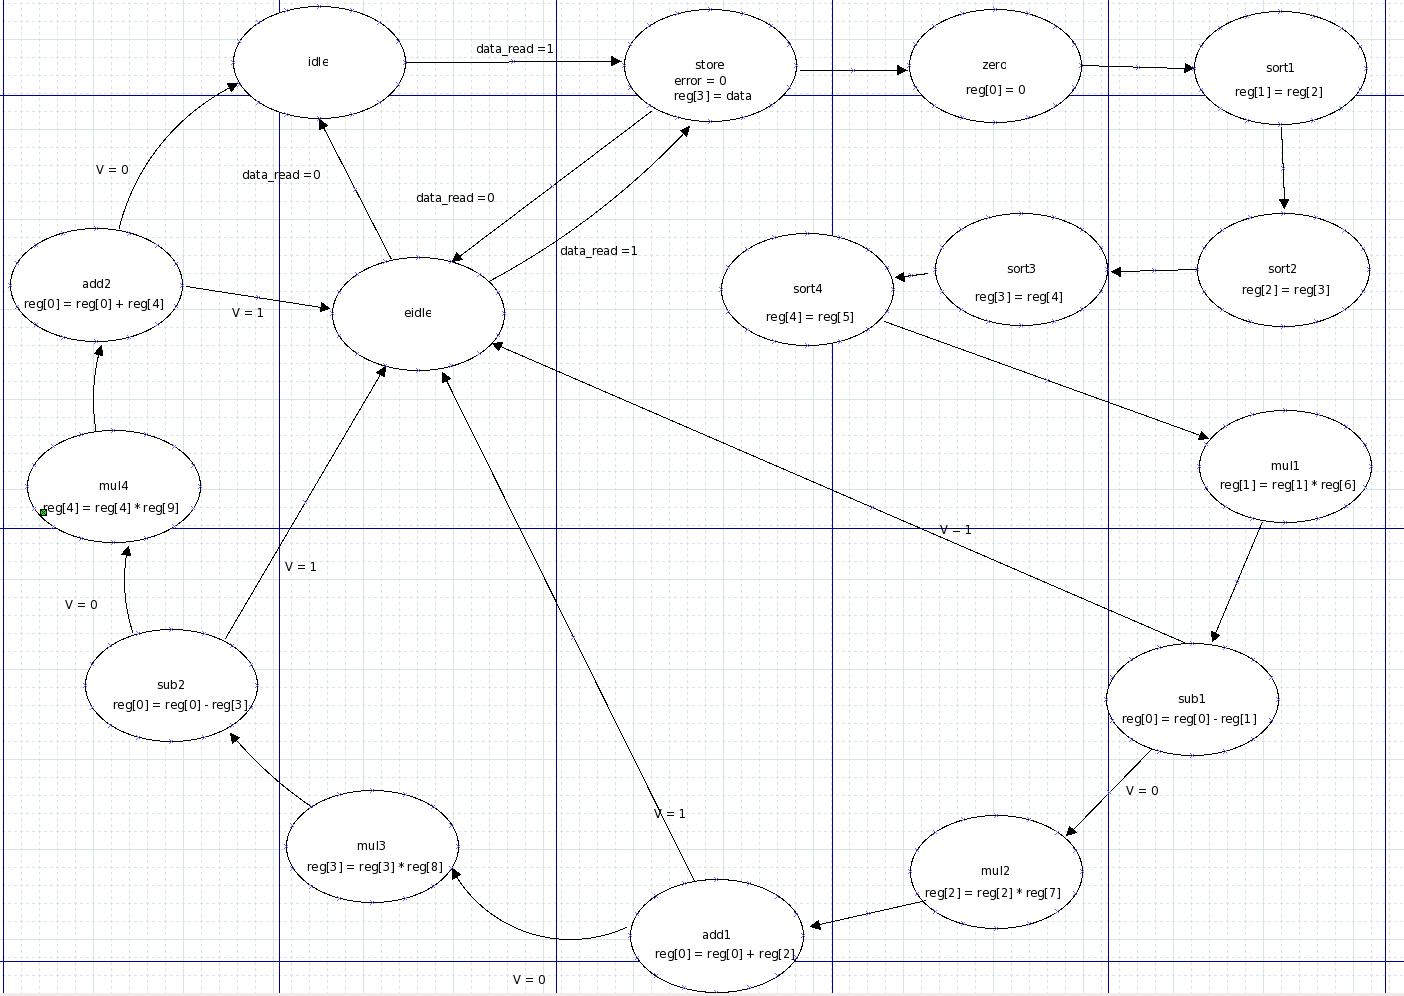 idle
data_read =1
store
error = 0
reg[3] = data
zero
reg[0] = 0
sort1
reg[1] = reg[2]
V = 0
data_read =0
data_read =0
data_read =1
add2
reg[0] = reg[0] + reg[4]
V = 1
eidle
sort4
reg[4] = reg[5]
sort3
reg[3] = reg[4]
sort2
reg[2] = reg[3]
mul4
reg[4] = reg[4] * reg[9]
mul1
reg[1] = reg[1] * reg[6]
V = 1
V = 1
V = 0
sub2
reg[0] = reg[0] - reg[3]
sub1
reg[0] = reg[0] - reg[1]
V = 0
V = 1
mul3
reg[3] = reg[3] * reg[8]
mul2
reg[2] = reg[2] * reg[7]
add1
reg[0] = reg[0] + reg[2]
V = 0